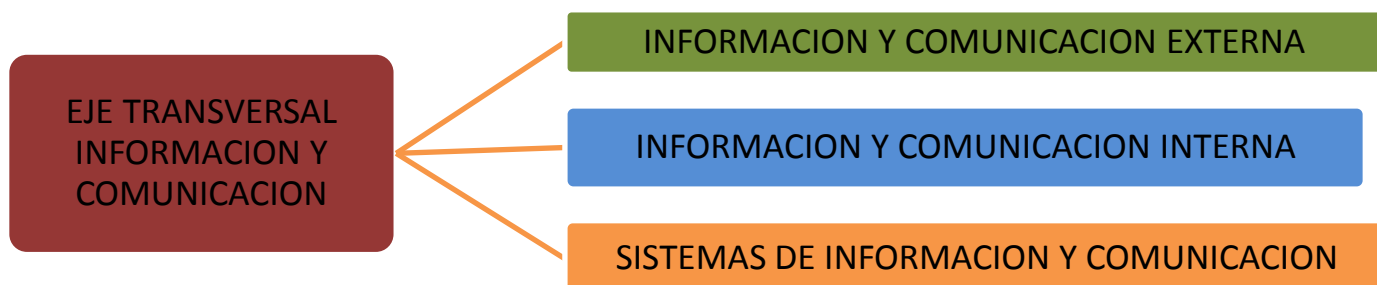 EJE TRANSVERSAL
INFORMACION Y
COMUNICACION
INFORMACION Y COMUNICACION EXTERNA
INFORMACION Y COMUNICACION INTERNA
SISTEMAS DE INFORMACION Y COMUNICACION